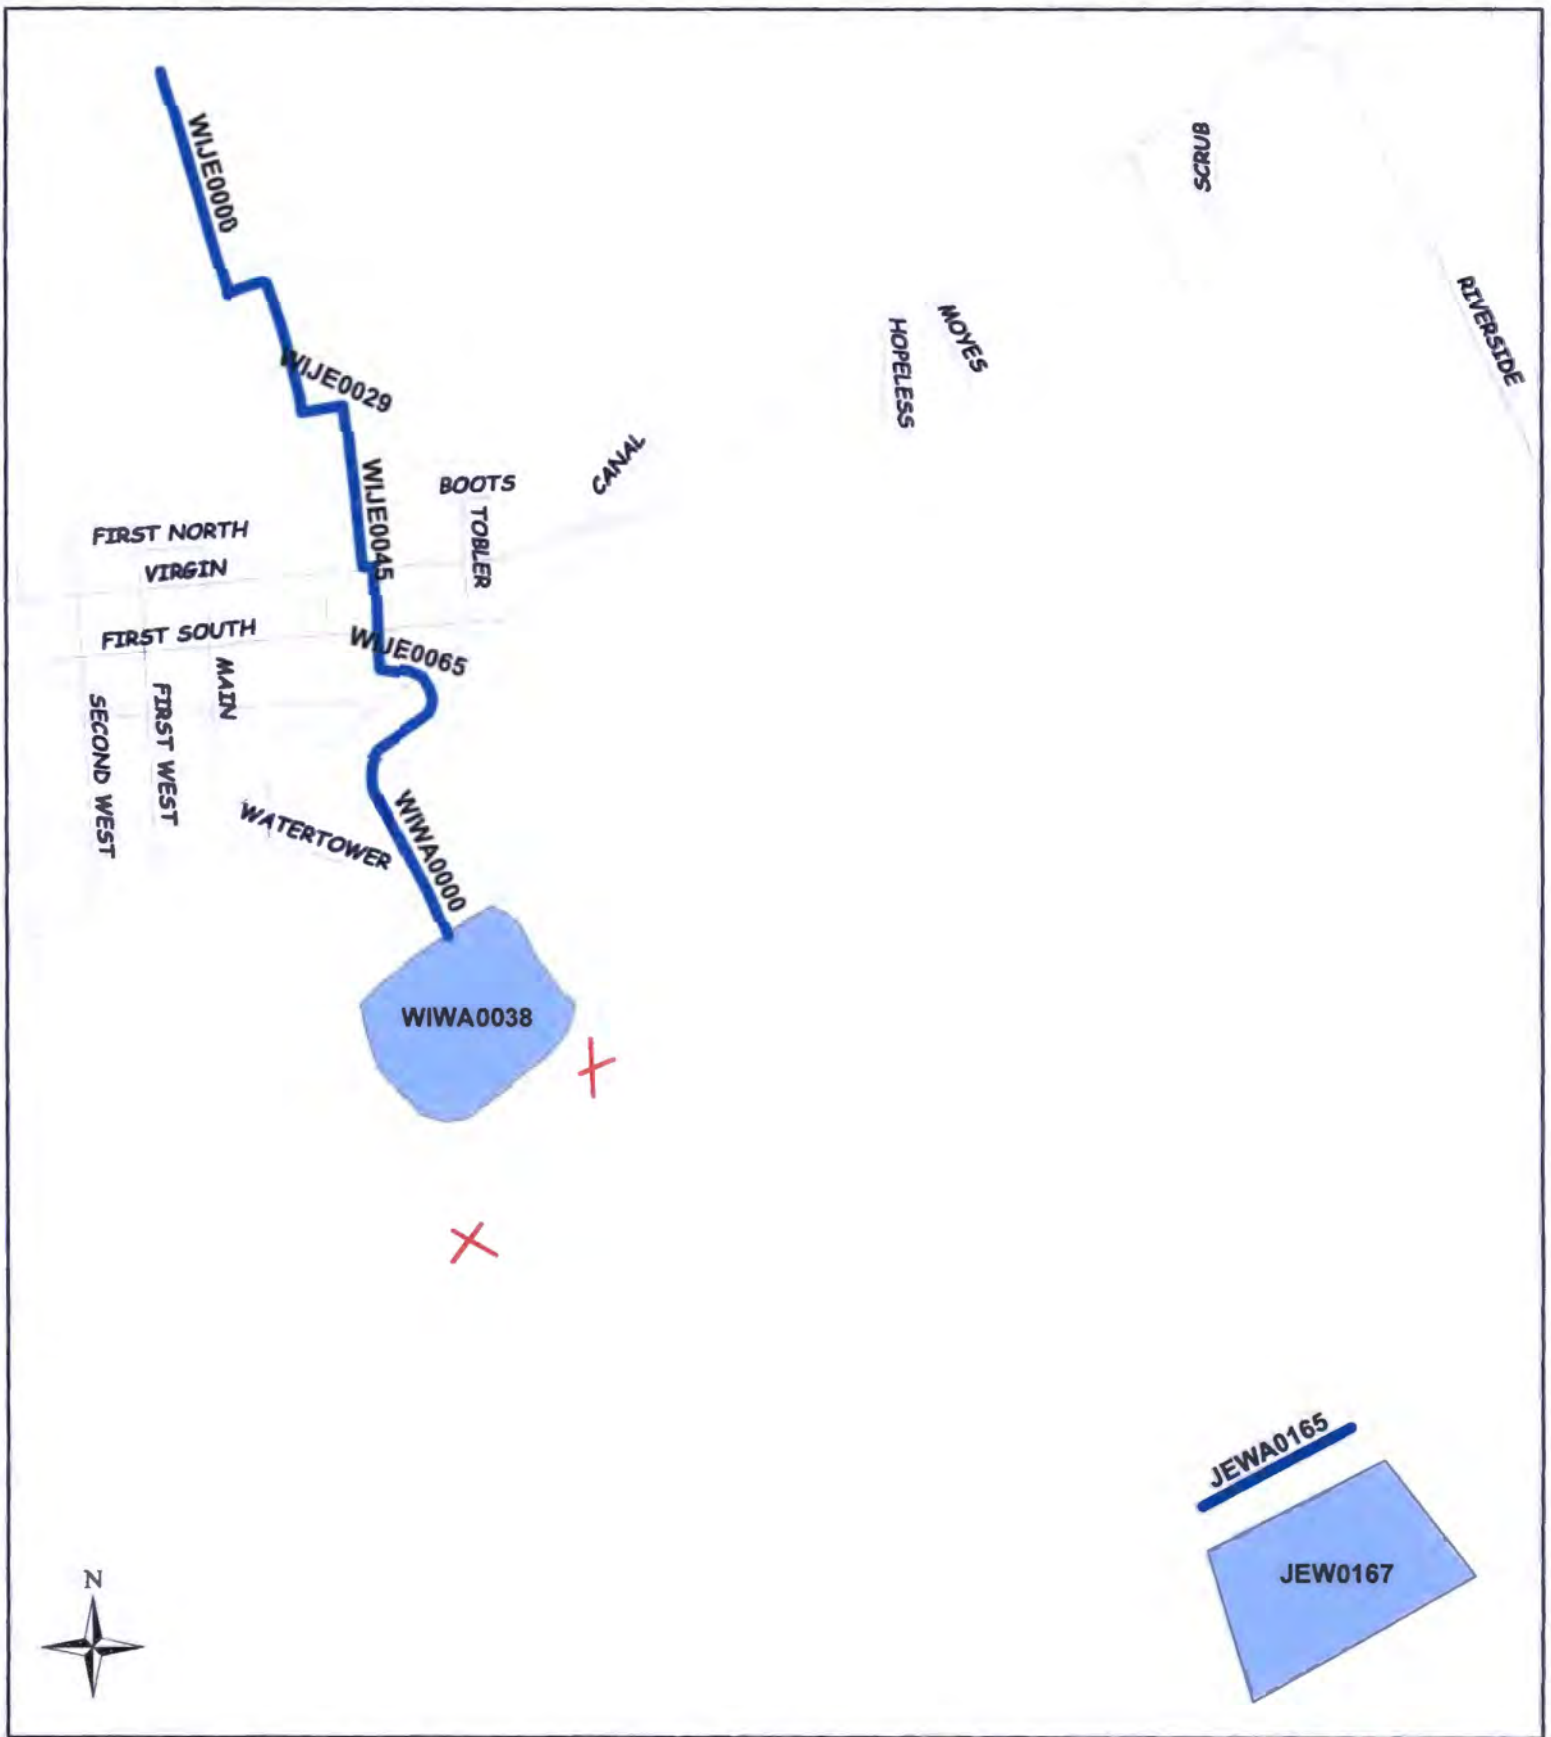 WIJE0000
SCRUB
RIVERSIDE
MOYES
HOPELESS
WIJE0029
CANAL
BOOTS
WIJE0045
TOBLER
FIRST NORTH
VIRGIN
FIRST SOUTH
WIJE0065
MAIN
FIRST WEST
SECOND WEST
WATERTOWER
WIWA0000
WIWA0038
JEWA0165
JEW0167
N